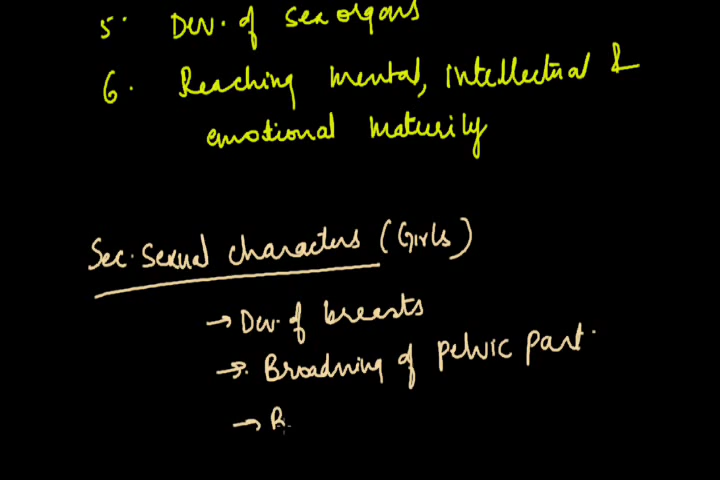 5. Dev. of sex organs
6. Reaching mental, intellectual &
emotional maturity
Sec. Sexual characters (Girls)
→ Dev. of breasts
→ Broadning of pelvic part.
→ B